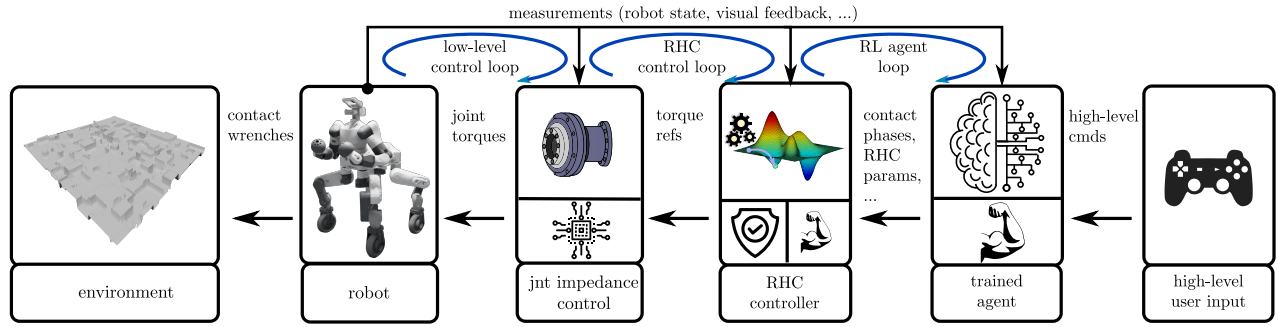 measurements (robot state, visual feedback, ...)
low-level
control loop
RHC
control loop
RL agent
loop
contact
wrenches
joint
torques
torque
refs
contact
phases,
RHC
params,
...
high-level
cmds
environment
robot
jnt impedance
control
RHC
controller
trained
agent
high-level
user input